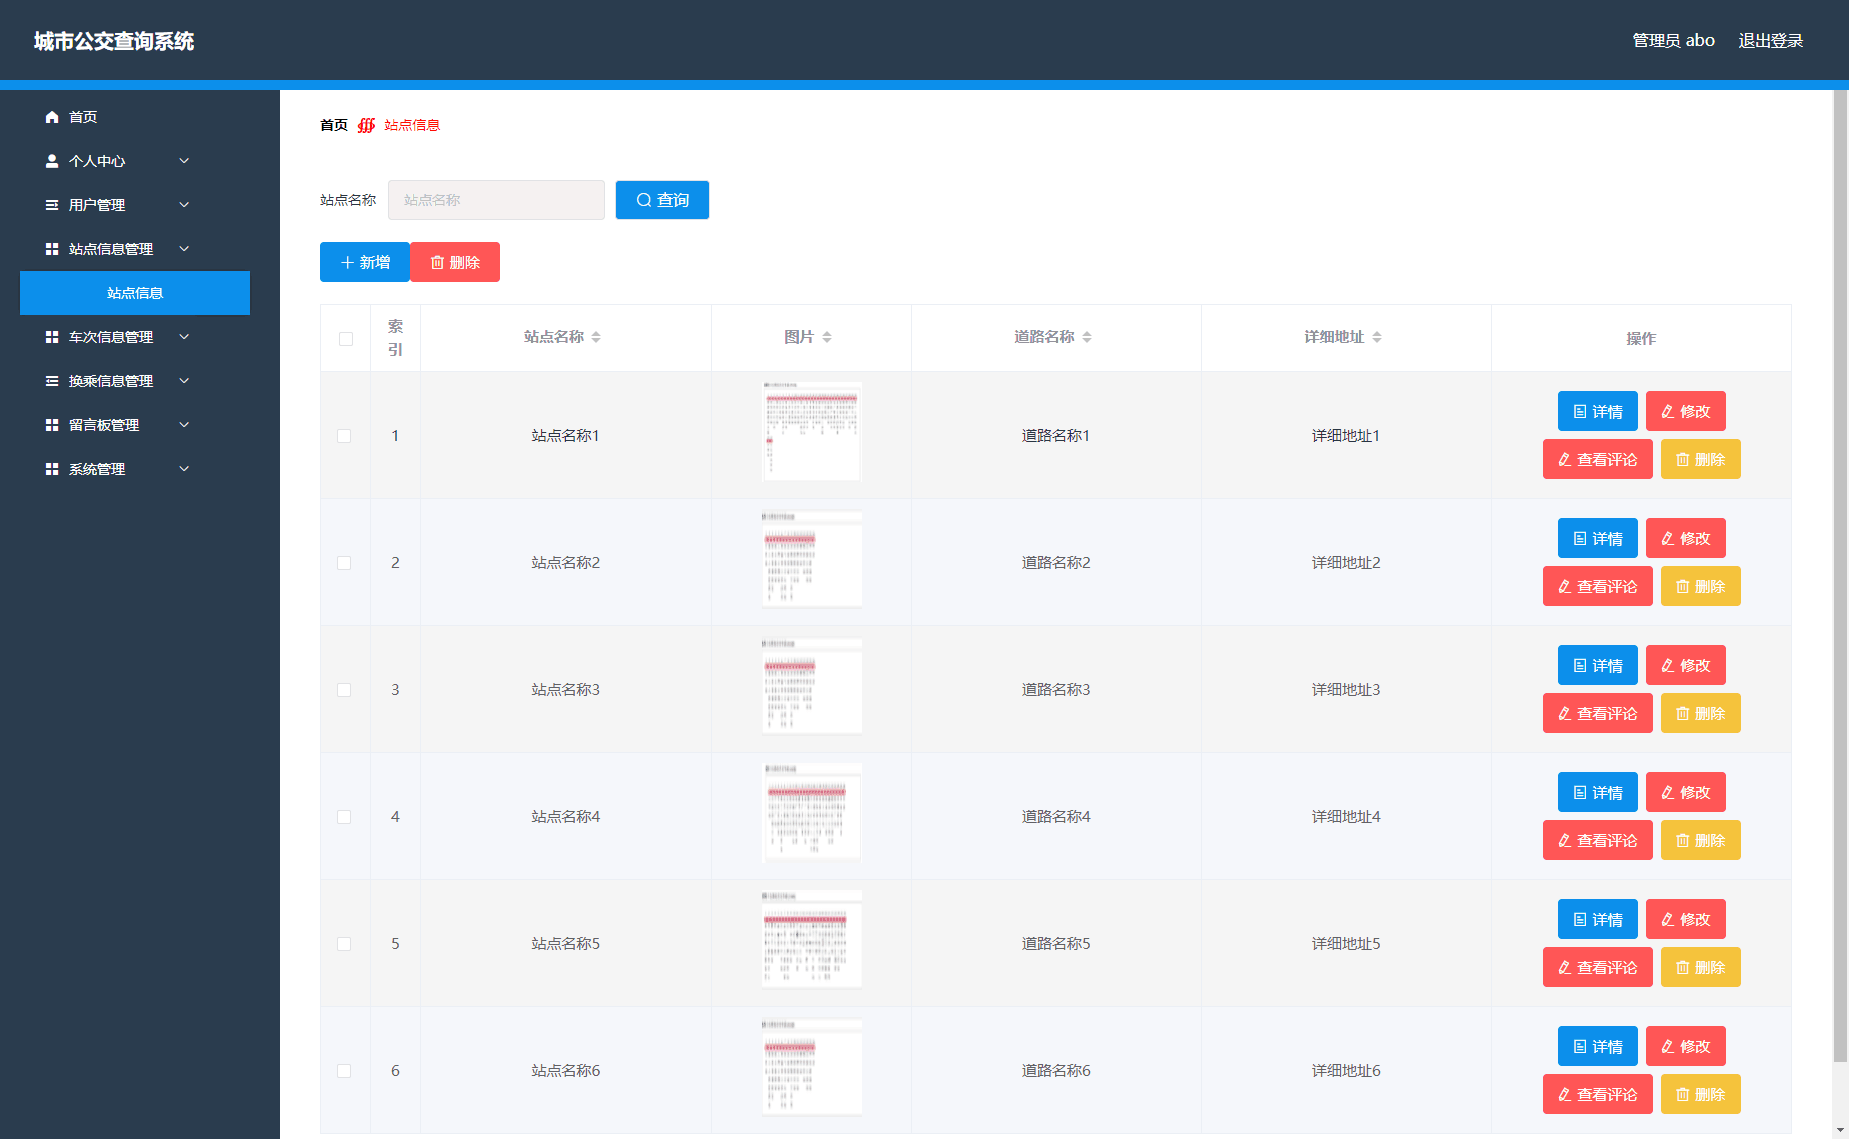 城市公交查询系统
管理员 abo 退出登录
首页
个人中心
用户管理
站点信息管理
站点信息
车次信息管理
换乘信息管理
留言板管理
系统管理
首页 站点信息
站点名称 站点名称 查询
新增 删除
索引 站点名称 图片 道路名称 详细地址 操作
1 站点名称1 道路名称1 详细地址1 详情 修改
查看评论 删除
2 站点名称2 道路名称2 详细地址2 详情 修改
查看评论 删除
3 站点名称3 道路名称3 详细地址3 详情 修改
查看评论 删除
4 站点名称4 道路名称4 详细地址4 详情 修改
查看评论 删除
5 站点名称5 道路名称5 详细地址5 详情 修改
查看评论 删除
6 站点名称6 道路名称6 详细地址6 详情 修改
查看评论 删除